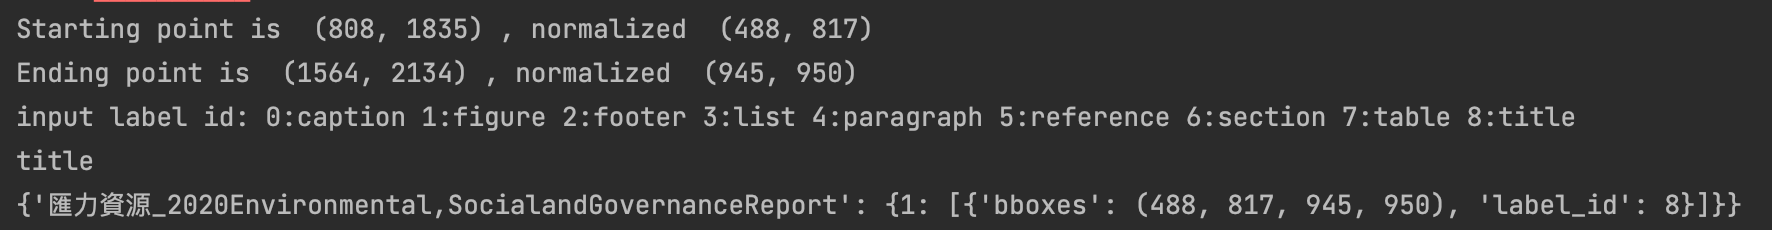 Starting point is  (808, 1835) , normalized  (488, 817)
Ending point is  (1564, 2134) , normalized  (945, 950)
input label id: 0:caption 1:figure 2:footer 3:list 4:paragraph 5:reference 6:section 7:table 8:title
title
{'匯力資源_2020Environmental,SocialandGovernanceReport': {1: [{'bboxes': (488, 817, 945, 950), 'label_id': 8}]}}